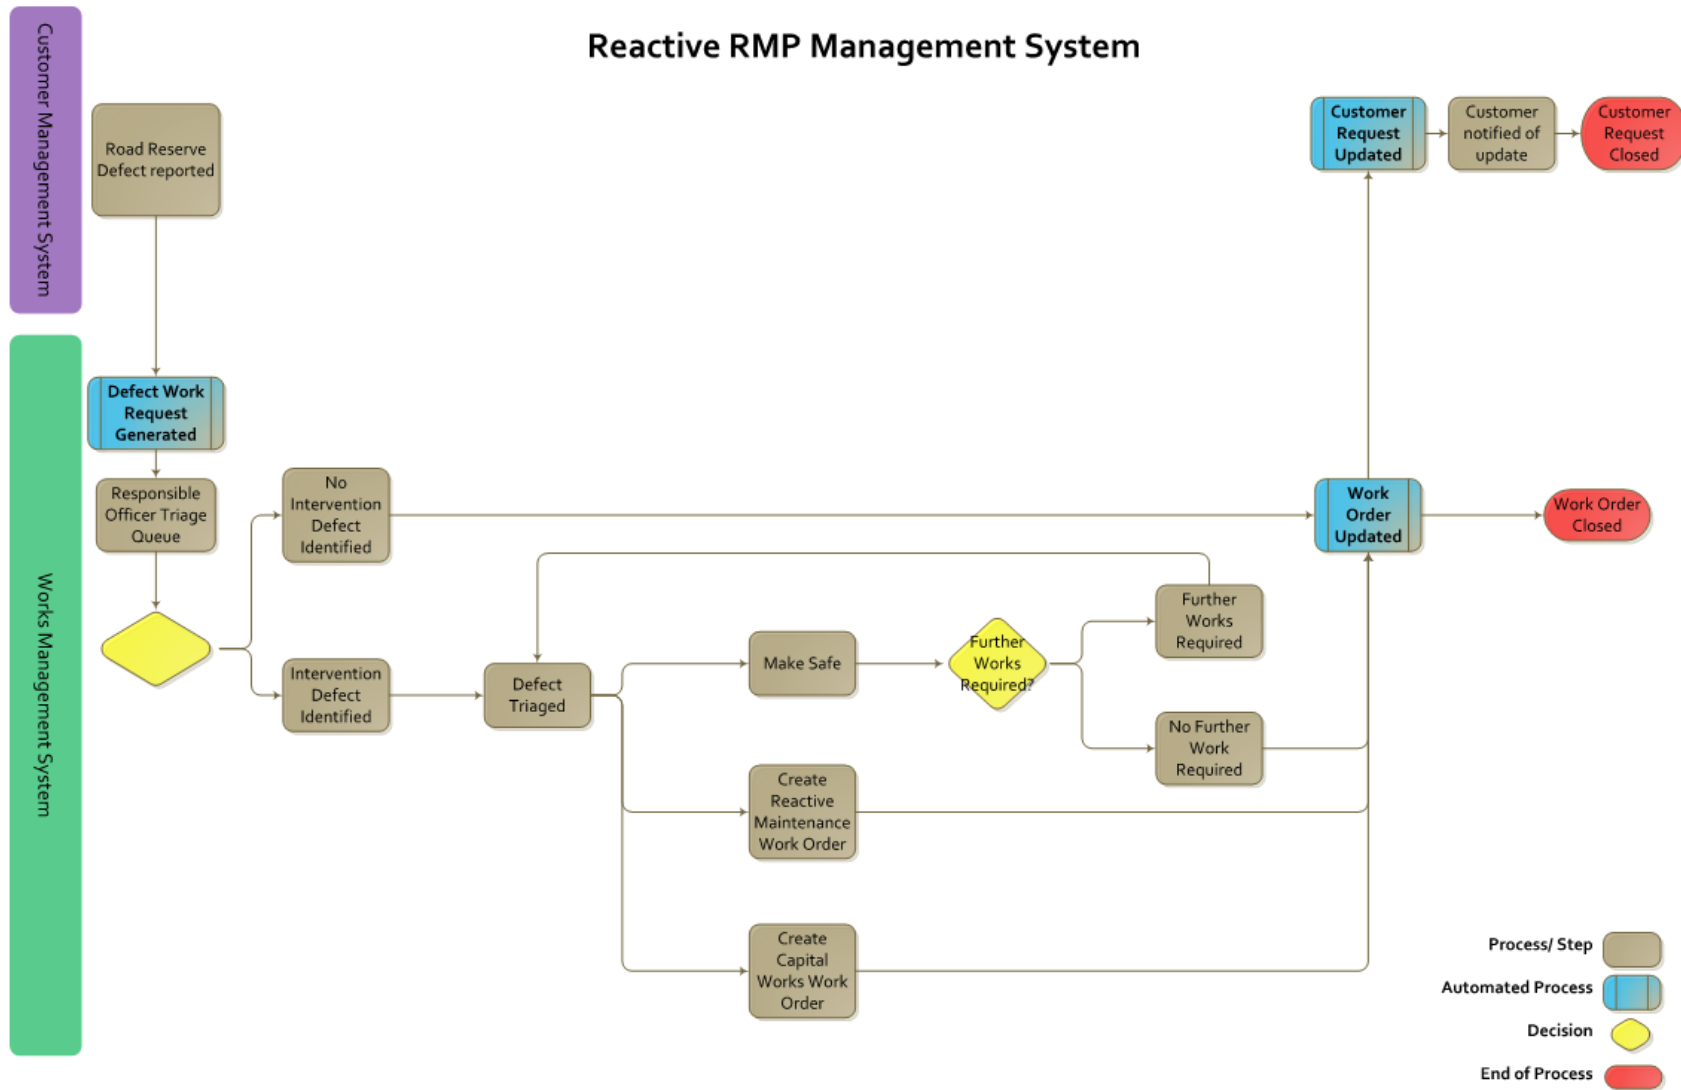 Reactive RMP Management System
Customer Management System
Road Reserve
Defect reported
Customer
Request
Updated
Customer
notified of
update
Customer
Request
Closed
Works Management System
Defect Work
Request
Generated
Responsible
Officer Triage
Queue
No
Intervention
Defect
Identified
Work
Order
Updated
Work Order
Closed
Intervention
Defect
Identified
Defect
Triaged
Make Safe
Further
Works
Required?
Further
Works
Required
No Further
Work
Required
Create
Reactive
Maintenance
Work Order
Create
Capital
Works Work
Order
Process/ Step
Automated Process
Decision
End of Process